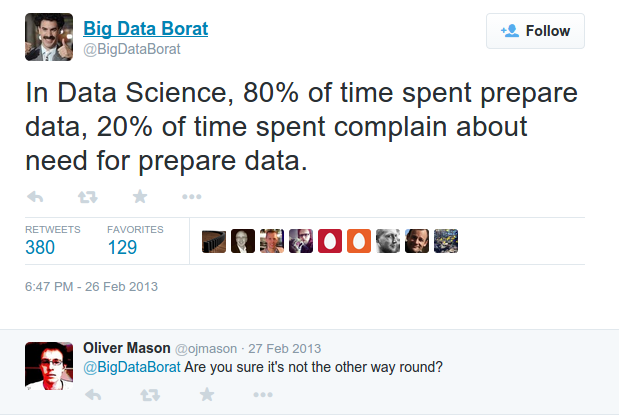 Big Data Borat
@BigDataBorat
Follow
In Data Science, 80% of time spent prepare
data, 20% of time spent complain about
need for prepare data.
RETWEETS FAVORITES
380 129
6:47 PM - 26 Feb 2013
Oliver Mason @ojmason · 27 Feb 2013
@BigDataBorat Are you sure it's not the other way round?